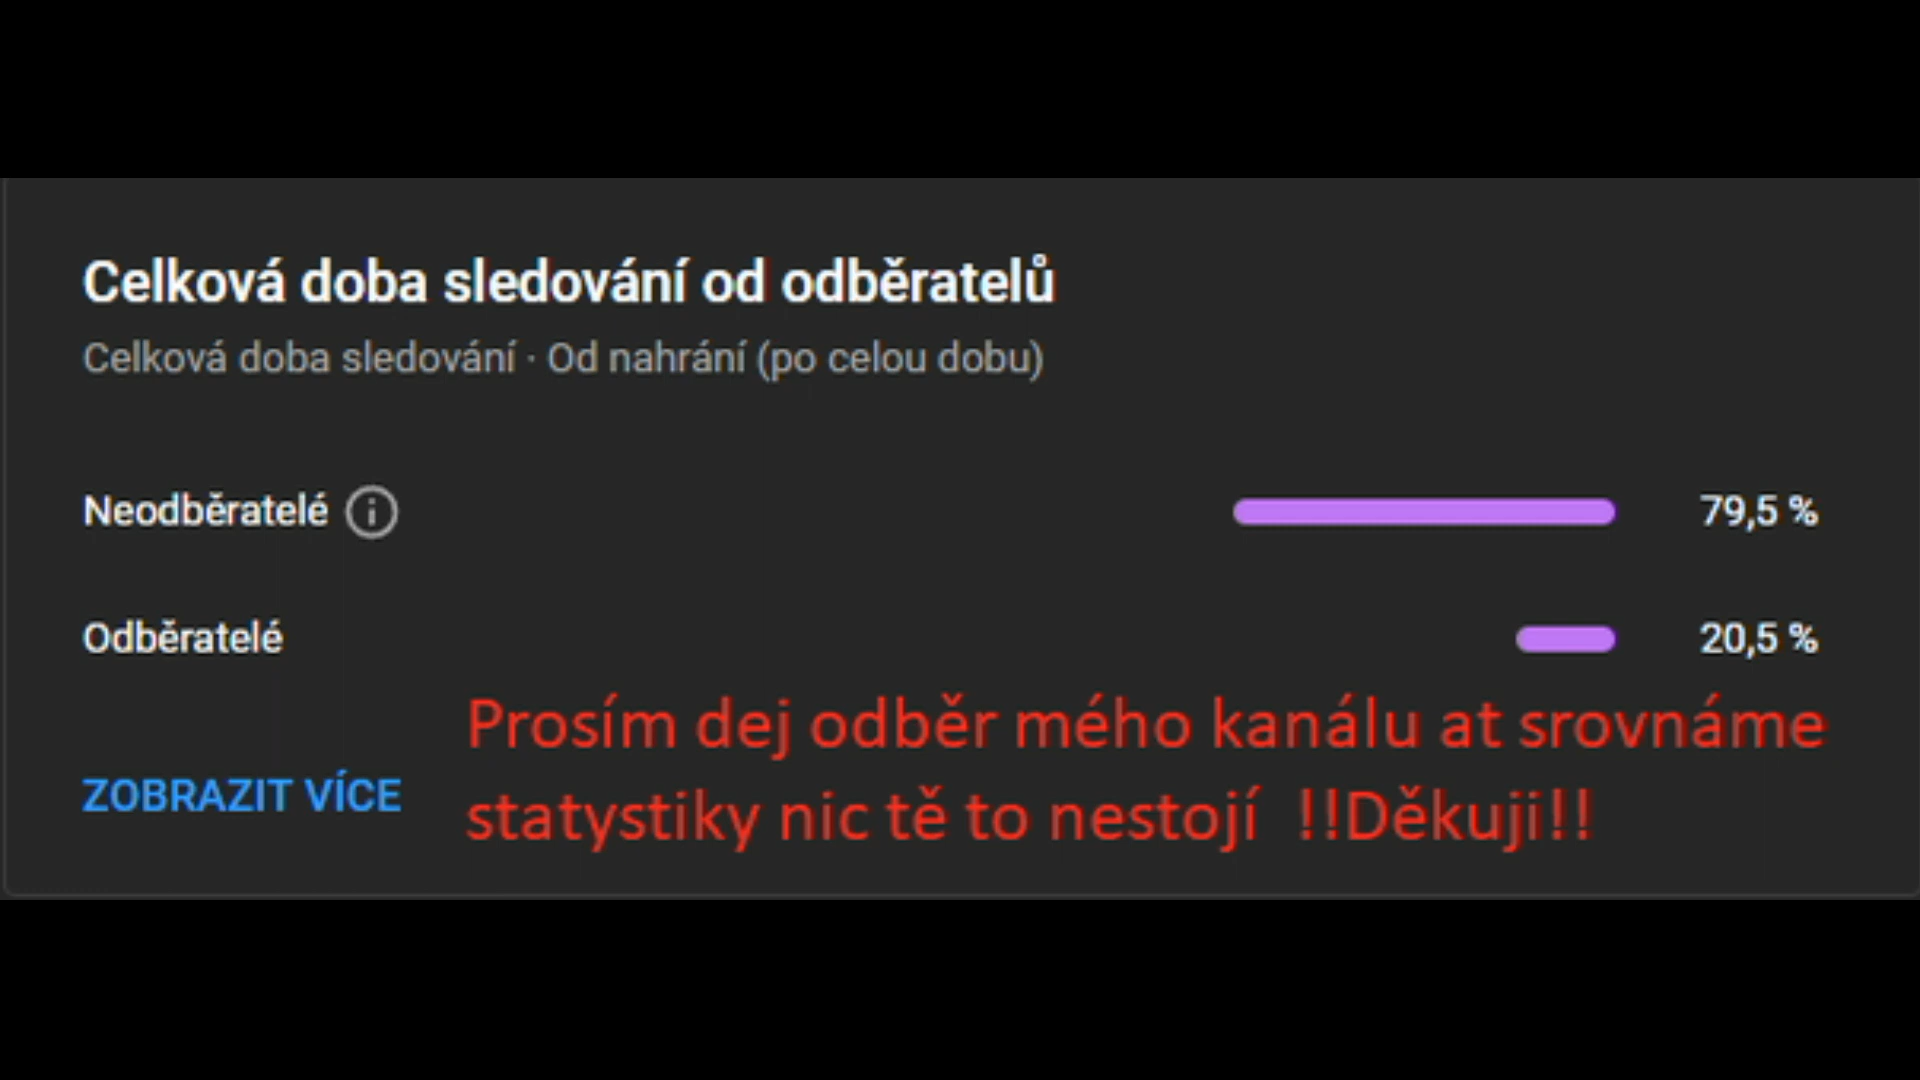 Celková doba sledování od odběratelů
Celková doba sledování · Od nahrání (po celou dobu)
Neodběratelé 79,5 %
Odběratelé 20,5 %
Prosím dej odběr mého kanálu at srovnáme
statystiky nic tě to nestojí !!Děkuji!!
ZOBRAZIT VÍCE